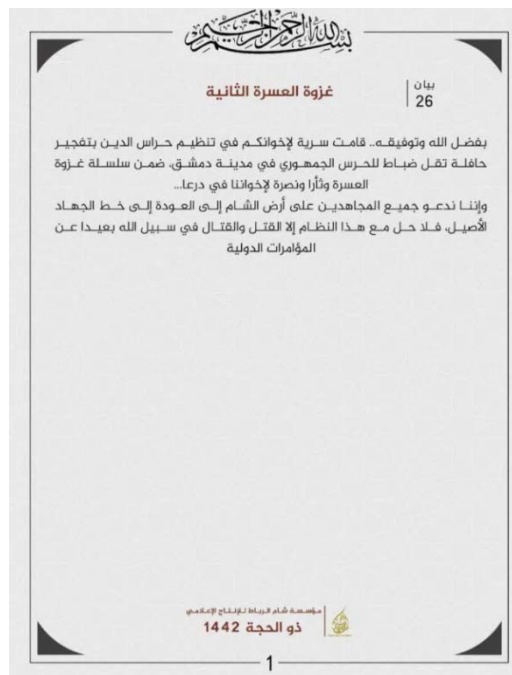 بسم الله الرحمن الرحيم
بيان
26
غزوة العسرة الثانية
بفضل الله وتوفيقه.. قامت سرية لإخوانكم في تنظيم حراس الدين بتفجير
حافلة تقل ضباط للحرس الجمهوري في مدينة دمشق، ضمن سلسلة غزوة
العسرة وثأرا ونصرة لإخواننا في درعا...
وإننا ندعو جميع المجاهدين على أرض الشام إلى العودة إلى خط الجهاد
الأصيل، فلا حل مع هذا النظام إلا القتل والقتال في سبيل الله بعيدا عن
المؤامرات الدولية
مؤسسة شام الرباط للإنتاج الإعلامي
ذو الحجة 1442
1